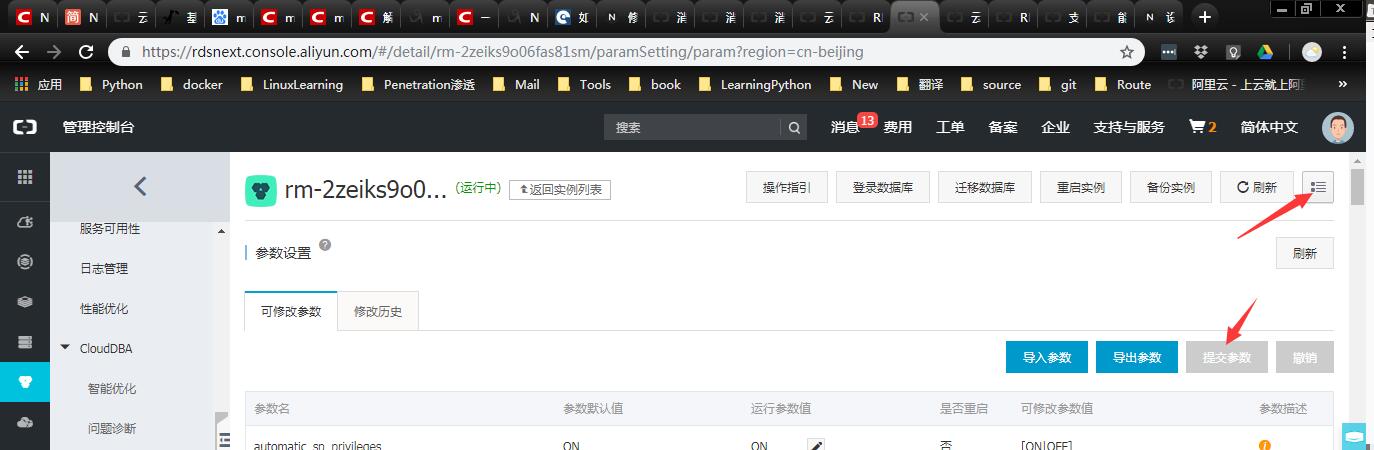 N N 云 基 m m m 解 m 一 N 如 N 修 消 消 云 消 云 RI 云 RI 支 能 N 设
https://rdsnext.console.aliyun.com/#/detail/rm-2zeiks9o06fas81sm/paramSetting/param?region=cn-beijing
应用 Python docker LinuxLearning Penetration渗透 Mail Tools book LearningPython New 翻译 source git Route 阿里云 - 上云就上阿里 »
管理控制台 搜索 消息 13 费用 工单 备案 企业 支持与服务 2 简体中文
rm-2zeiks9o0... (运行中) 返回实例列表 操作指引 登录数据库 迁移数据库 重启实例 备份实例 刷新
服务可用性
参数设置 ? 刷新
日志管理
性能优化
可修改参数 修改历史
CloudDBA
导入参数 导出参数 提交参数 撤销
智能优化
参数名 参数默认值 运行参数值 是否重启 可修改参数值 参数描述
问题诊断
automatic_sp_privileges ON ON 否 [ON|OFF]